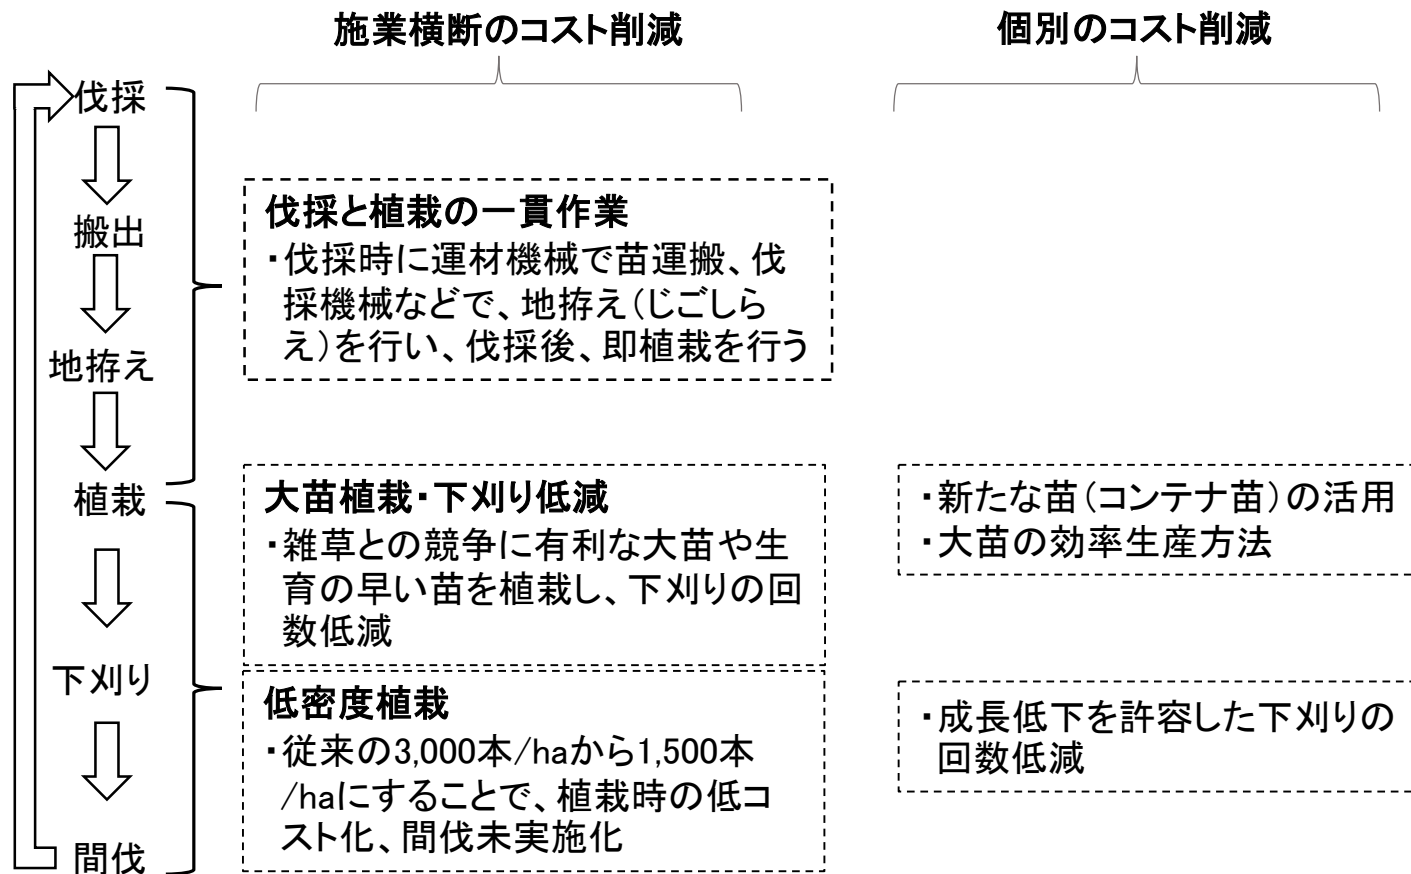 施業横断のコスト削減
個別のコスト削減
伐採
搬出
地拵え
植栽
下刈り
間伐
伐採と植栽の一貫作業
・伐採時に運材機械で苗運搬、伐
採機械などで、地拵え(じごしら
え)を行い、伐採後、即植栽を行う
大苗植栽・下刈り低減
・雑草との競争に有利な大苗や生
育の早い苗を植栽し、下刈りの回
数低減
低密度植栽
・従来の3,000本/haから1,500本
/haにすることで、植栽時の低コ
スト化、間伐未実施化
・新たな苗(コンテナ苗)の活用
・大苗の効率生産方法
・成長低下を許容した下刈りの
回数低減